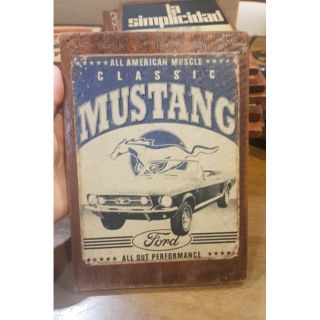 la
simplicidad
ALL AMERICAN MUSCLE
CLASSIC
MUSTANG
Ford
ALL OUT PERFORMANCE